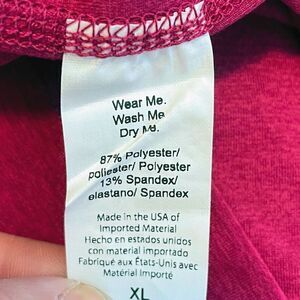 Wear Me.
Wash Me
Dry Me.
87% Polyester/
poliester/ Polyester
13% Spandex/
elastano/ Spandex
Made in the USA of
Imported Material
Hecho en estados unidos
con material importado
Fabriqué aux États-Unis avec
Matérial Importé
XL